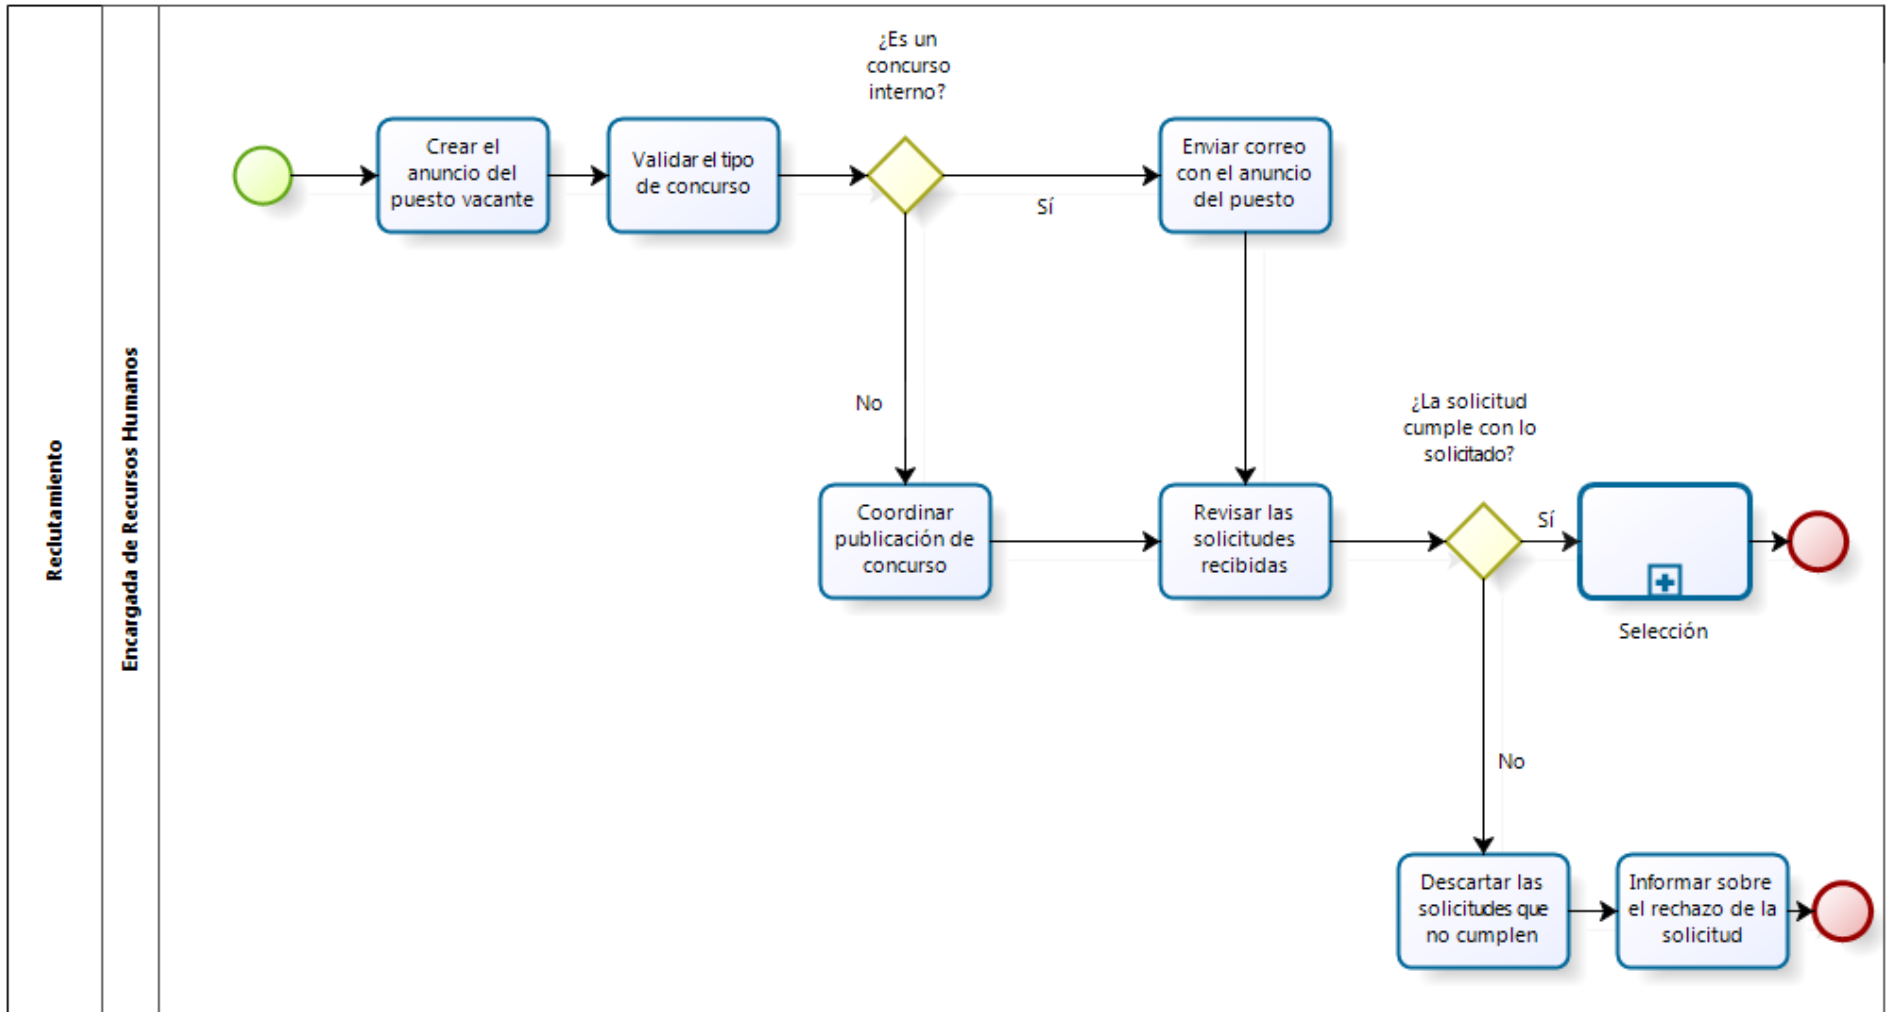 Reclutamiento
Encargada de Recursos Humanos
Crear el
anuncio del
puesto vacante
Validar el tipo
de concurso
¿Es un
concurso
interno?
Sí
No
Enviar correo
con el anuncio
del puesto
Coordinar
publicación de
concurso
Revisar las
solicitudes
recibidas
¿La solicitud
cumple con lo
solicitado?
Sí
Selección
No
Descartar las
solicitudes que
no cumplen
Informar sobre
el rechazo de la
solicitud